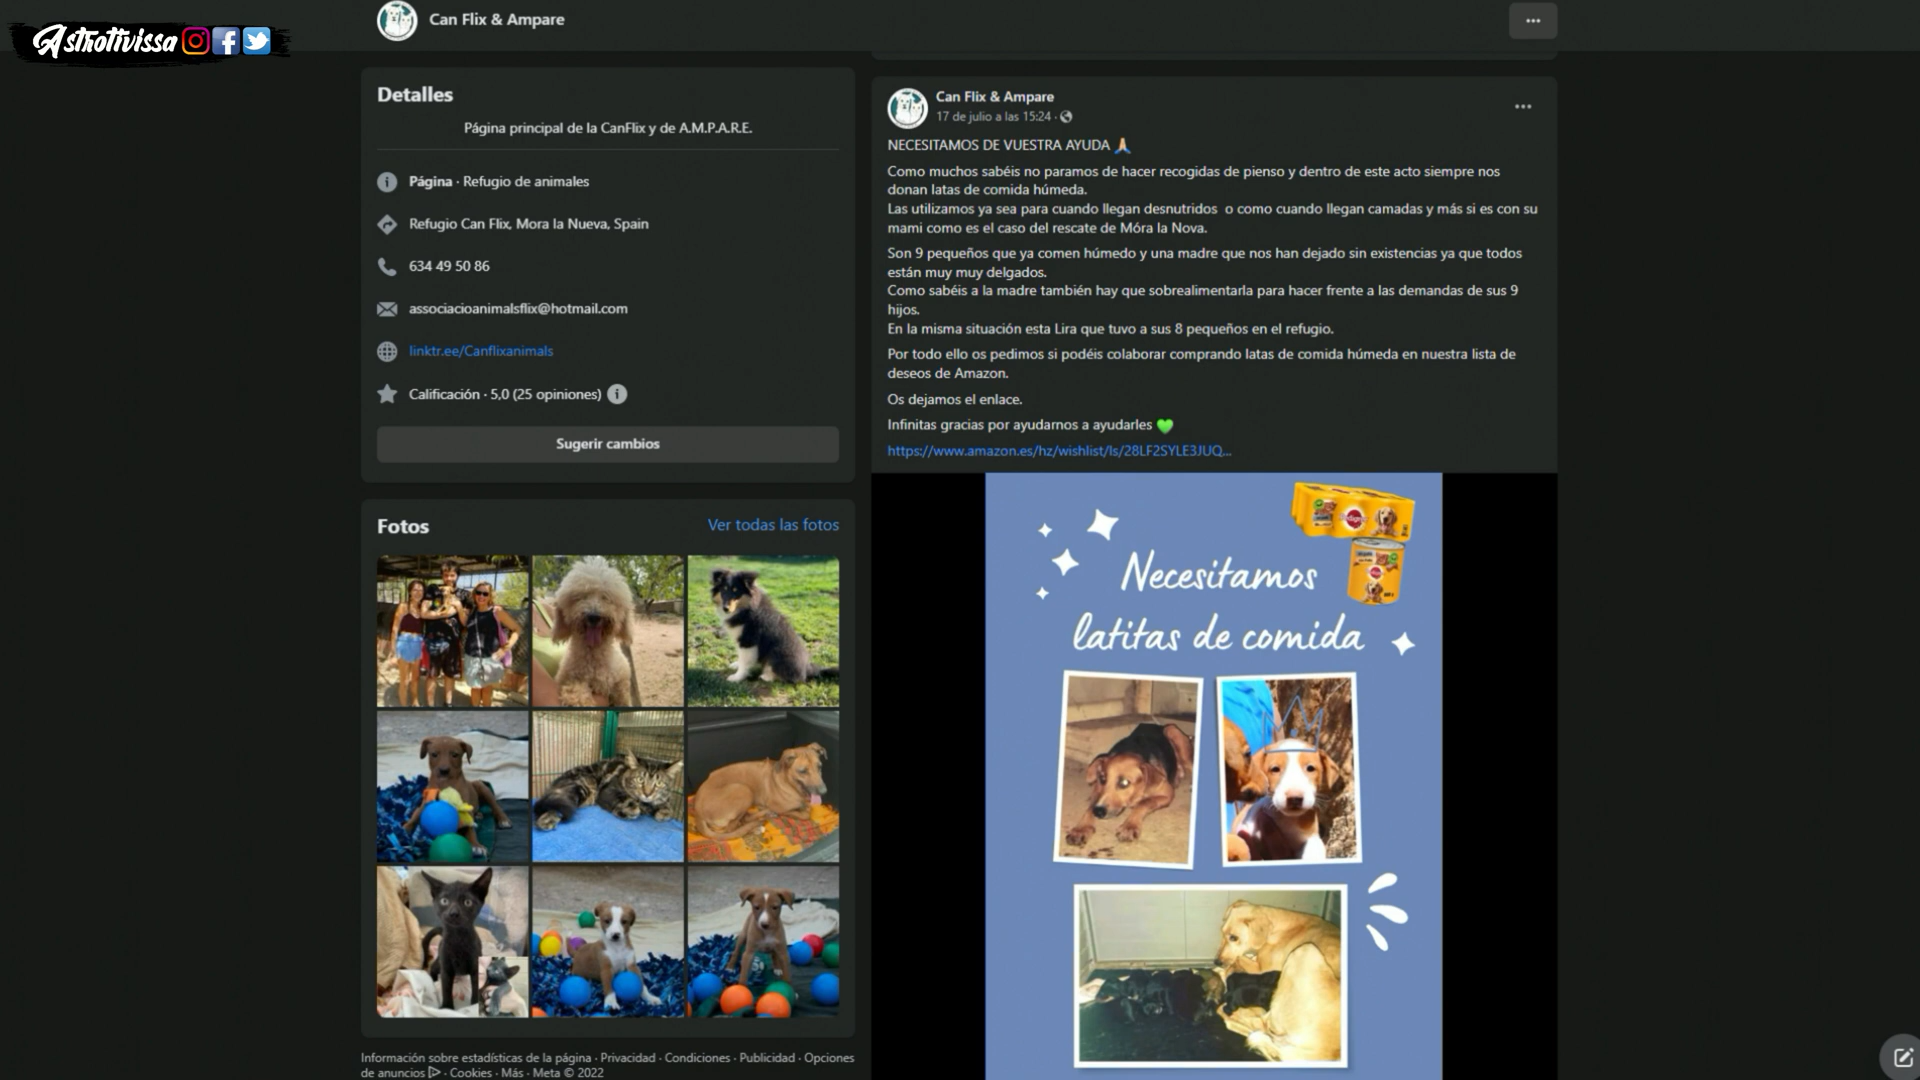 Astrotivissa
Can Flix & Ampare
Detalles
Página principal de la CanFlix y de A.M.P.A.R.E.
Página · Refugio de animales
Refugio Can Flix, Mora la Nueva, Spain
634 49 50 86
associacioanimalsflix@hotmail.com
linktr.ee/Canflixanimals
Calificación · 5,0 (25 opiniones)
Sugerir cambios
Fotos
Ver todas las fotos
Información sobre estadísticas de la página · Privacidad · Condiciones · Publicidad · Opciones
de anuncios · Cookies · Más · Meta © 2022
Can Flix & Ampare
17 de julio a las 15:24 ·
NECESITAMOS DE VUESTRA AYUDA 🙏
Como muchos sabéis no paramos de hacer recogidas de pienso y dentro de este acto siempre nos
donan latas de comida húmeda.
Las utilizamos ya sea para cuando llegan desnutridos o como cuando llegan camadas y más si es con su
mami como es el caso del rescate de Móra la Nova.
Son 9 pequeños que ya comen húmedo y una madre que nos han dejado sin existencias ya que todos
están muy muy delgados.
Como sabéis a la madre también hay que sobrealimentarla para hacer frente a las demandas de sus 9
hijos.
En la misma situación esta Lira que tuvo a sus 8 pequeños en el refugio.
Por todo ello os pedimos si podéis colaborar comprando latas de comida húmeda en nuestra lista de
deseos de Amazon.
Os dejamos el enlace.
Infinitas gracias por ayudarnos a ayudarles 💚
https://www.amazon.es/hz/wishlist/ls/28LF2SYLE3JUQ...
Necesitamos
latitas de comida